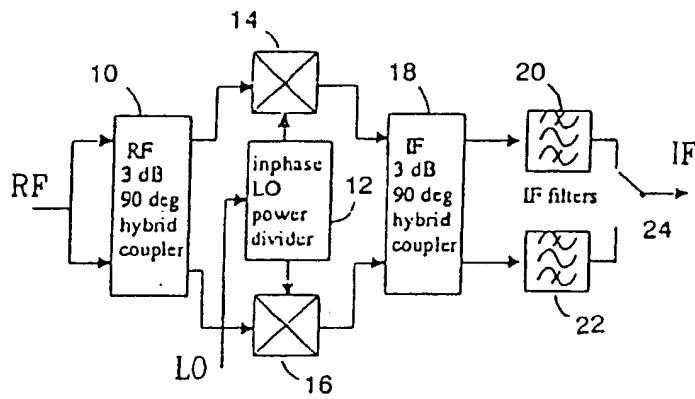 14
10
18
20
RF
3 dB
90 deg
hybrid
coupler
inphase
LO
power
divider
12
IF
3 dB
90 deg
hybrid
coupler
IF filters
RF
IF
24
LO
16
22